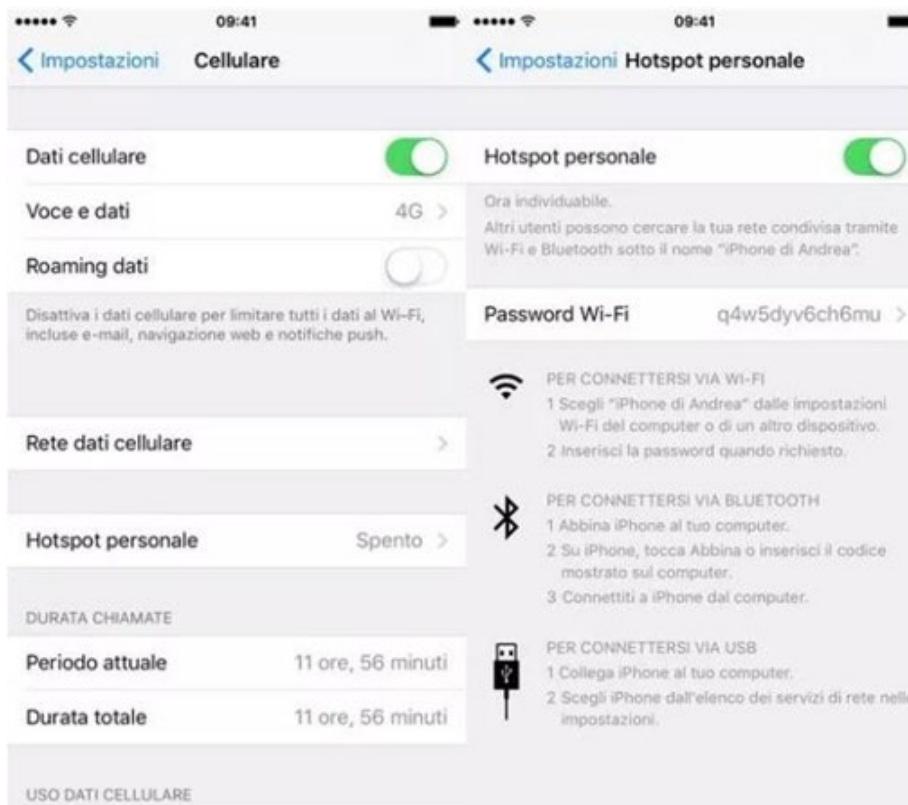 09:41
Impostazioni Cellulare
Dati cellulare
Voce e dati 4G
Roaming dati
Disattiva i dati cellulare per limitare tutti i dati al Wi-Fi,
incluse e-mail, navigazione web e notifiche push.
Rete dati cellulare
Hotspot personale Spento
DURATA CHIAMATE
Periodo attuale 11 ore, 56 minuti
Durata totale 11 ore, 56 minuti
USO DATI CELLULARE
09:41
Impostazioni Hotspot personale
Hotspot personale
Ora individuabile.
Altri utenti possono cercare la tua rete condivisa tramite
Wi-Fi e Bluetooth sotto il nome "iPhone di Andrea".
Password Wi-Fi q4w5dyv6ch6mu
PER CONNETTERSI VIA WI-FI
1 Scegli "iPhone di Andrea" dalle impostazioni
Wi-Fi del computer o di un altro dispositivo.
2 Inserisci la password quando richiesto.
PER CONNETTERSI VIA BLUETOOTH
1 Abbina iPhone al tuo computer.
2 Su iPhone, tocca Abbina o inserisci il codice
mostrato sul computer.
3 Connettiti a iPhone dal computer.
PER CONNETTERSI VIA USB
1 Collega iPhone al tuo computer.
2 Scegli iPhone dall'elenco dei servizi di rete nelle
impostazioni.